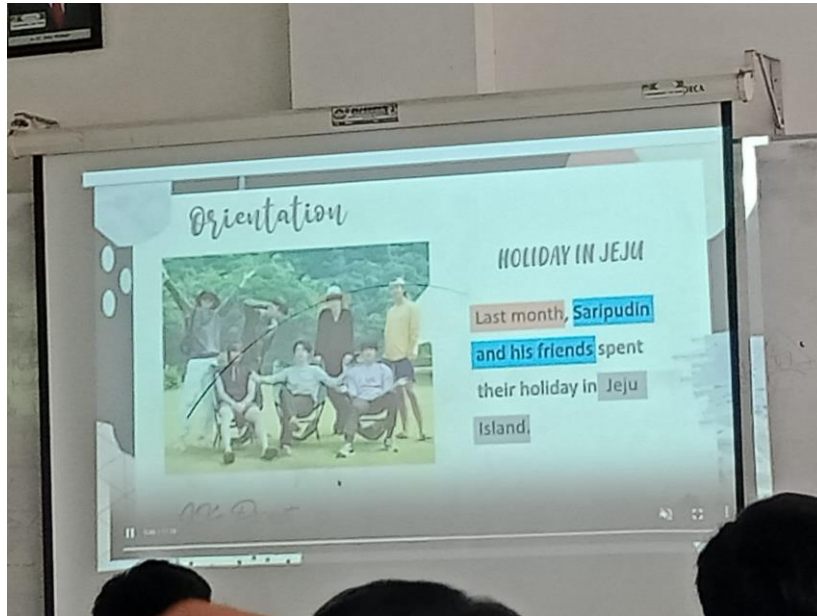 Orientation
HOLIDAY IN JEJU
Last month, Saripudin
and his friends spent
their holiday in Jeju
Island.